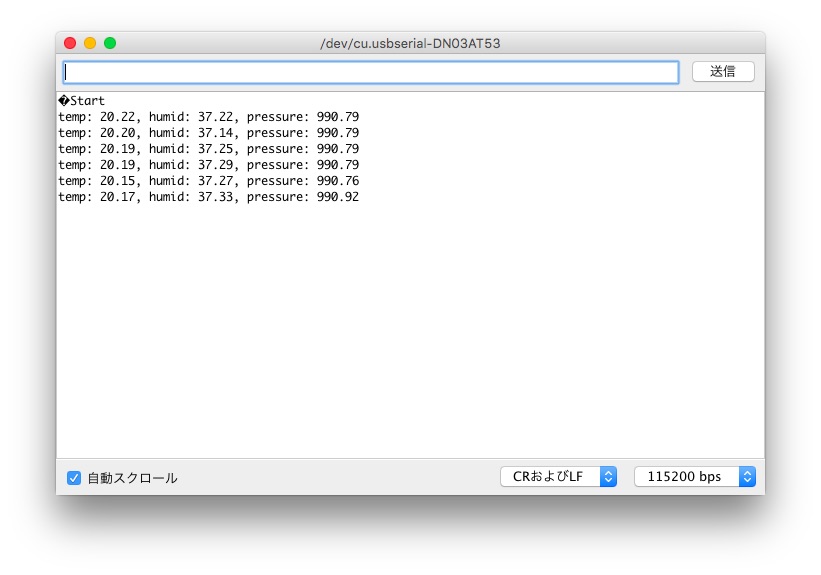 /dev/cu.usbserial-DN03AT53
送信
�Start
temp: 20.22, humid: 37.22, pressure: 990.79
temp: 20.20, humid: 37.14, pressure: 990.79
temp: 20.19, humid: 37.25, pressure: 990.79
temp: 20.19, humid: 37.29, pressure: 990.79
temp: 20.15, humid: 37.27, pressure: 990.76
temp: 20.17, humid: 37.33, pressure: 990.92
自動スクロール CRおよびLF 115200 bps